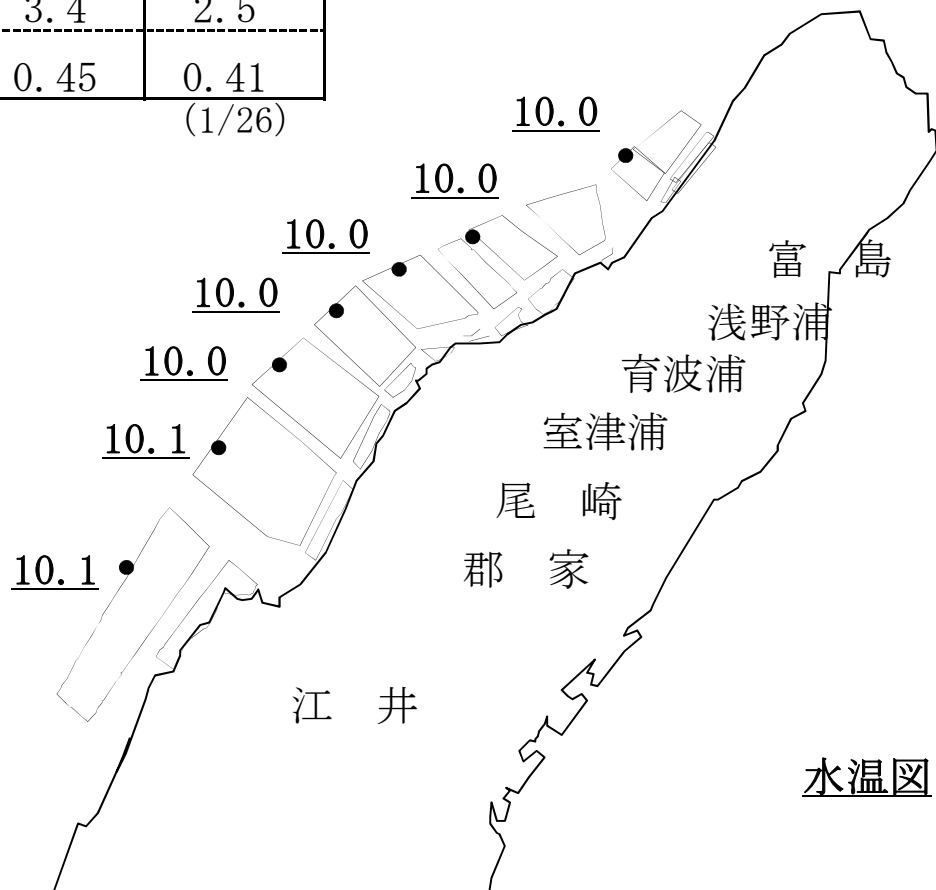 3.4 2.5
0.45 0.41
(1/26)
10.0
10.0
10.0
10.0
10.0
10.1
10.1
富　島
浅野浦
育波浦
室津浦
尾　崎
郡　家
江　井
水温図